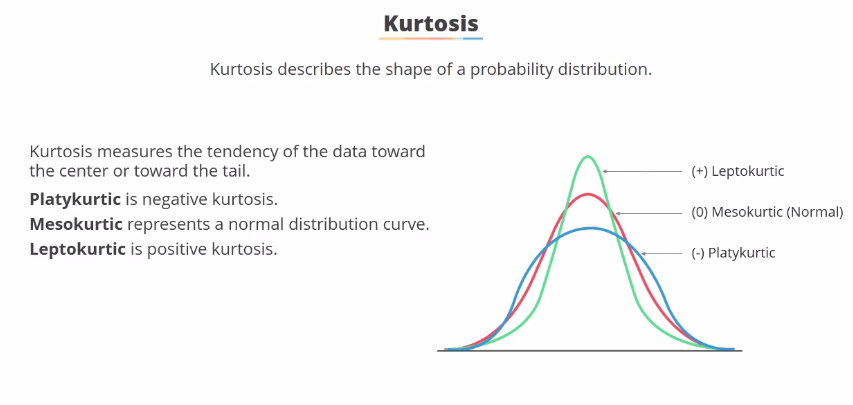 Kurtosis
Kurtosis describes the shape of a probability distribution.
Kurtosis measures the tendency of the data toward
the center or toward the tail.
Platykurtic is negative kurtosis.
Mesokurtic represents a normal distribution curve.
Leptokurtic is positive kurtosis.
(+) Leptokurtic
(0) Mesokurtic (Normal)
(-) Platykurtic